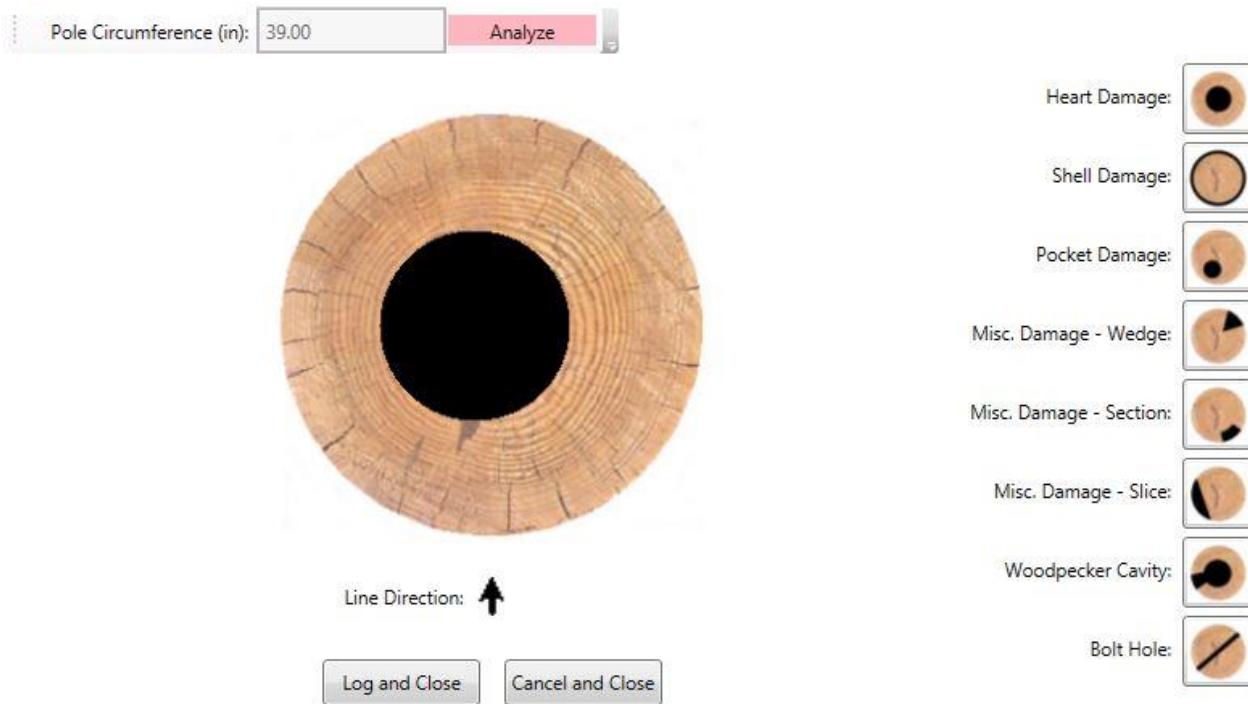 Pole Circumference (in): 39.00 Analyze
Heart Damage:
Shell Damage:
Pocket Damage:
Misc. Damage - Wedge:
Misc. Damage - Section:
Misc. Damage - Slice:
Woodpecker Cavity:
Bolt Hole:
Line Direction:
Log and Close Cancel and Close